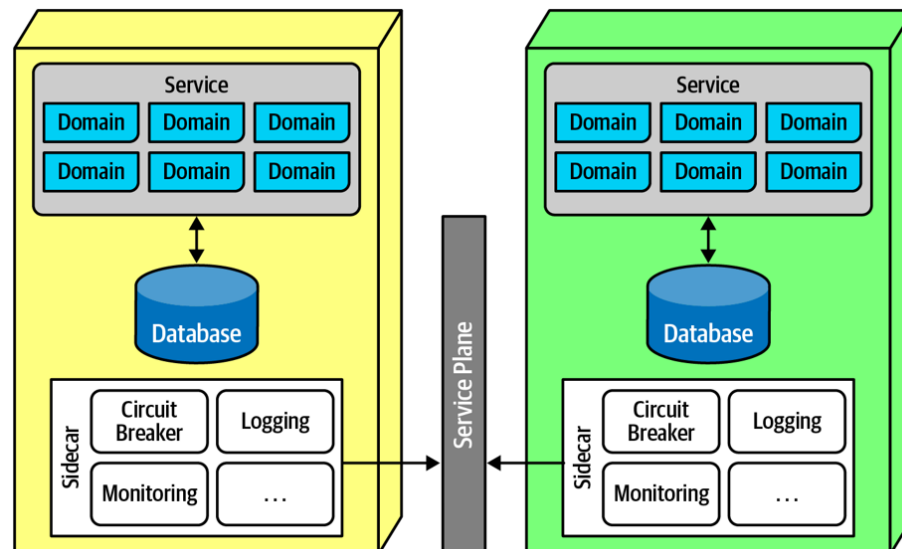 Service
Domain Domain Domain
Domain Domain Domain
Database
Sidecar
Circuit
Breaker
Logging
Monitoring
...
Service Plane
Service
Domain Domain Domain
Domain Domain Domain
Database
Sidecar
Circuit
Breaker
Logging
Monitoring
...